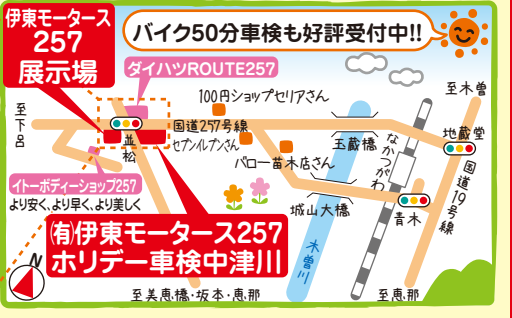 伊東モータース
257
展示場
バイク50分車検も好評受付中!!
ダイハツROUTE257
100円ショップセリアさん
至木曽
至下呂
並松
国道257号線
セブンイレブンさん
玉蔵橋
なかつがわ
地蔵堂
バロー苗木店さん
国道19号線
イトーボディーショップ257
より安く、より早く、より美しく
城山大橋
青木
㈲伊東モータース257
ホリデー車検中津川
木曽川
N
至美恵橋・坂本・恵那
至恵那